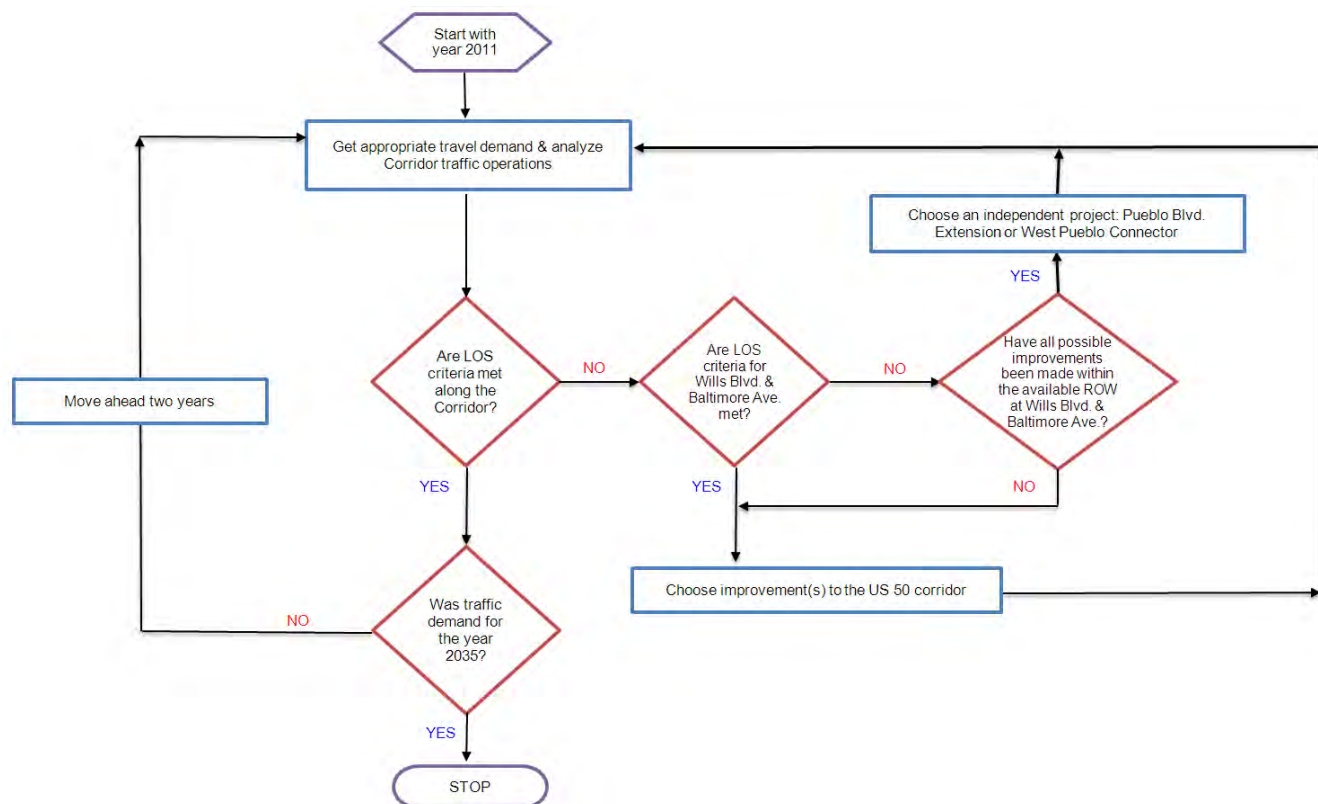 Start with
year 2011
Get appropriate travel demand & analyze
Corridor traffic operations
Choose an independent project: Pueblo Blvd.
Extension or West Pueblo Connector
YES
Are LOS
criteria met
along the
Corridor?
NO
Are LOS
criteria for
Wills Blvd. &
Baltimore Ave.
met?
NO
Have all possible
improvements
been made within
the available ROW
at Wills Blvd. &
Baltimore Ave.?
Move ahead two years
YES
YES
NO
Choose improvement(s) to the US 50 corridor
Was traffic
demand for
the year
2035?
NO
YES
STOP